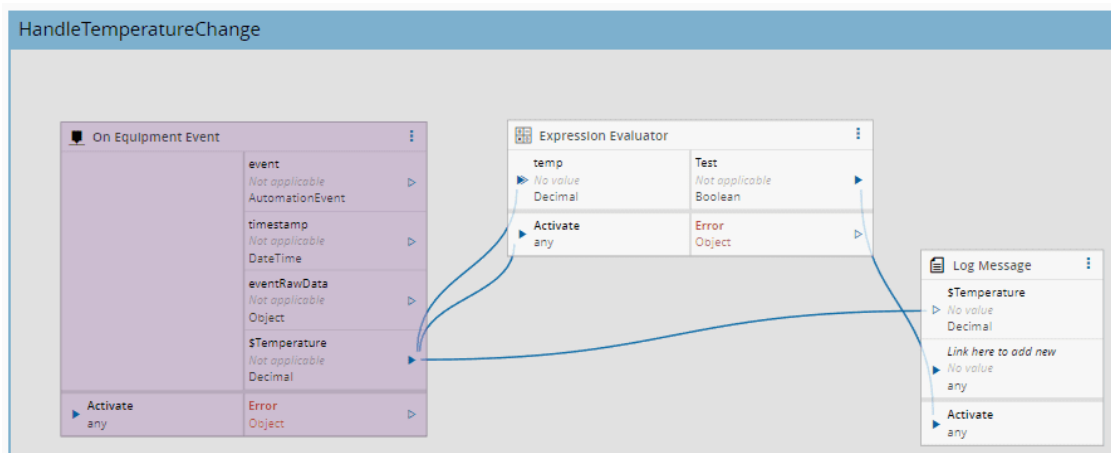 HandleTemperatureChange
On Equipment Event
event
Not applicable
AutomationEvent
timestamp
Not applicable
DateTime
eventRawData
Not applicable
Object
$Temperature
Not applicable
Decimal
Activate
any
Error
Object
Expression Evaluator
temp
No value
Decimal
Test
Not applicable
Boolean
Activate
any
Error
Object
Log Message
$Temperature
No value
Decimal
Link here to add new
No value
any
Activate
any